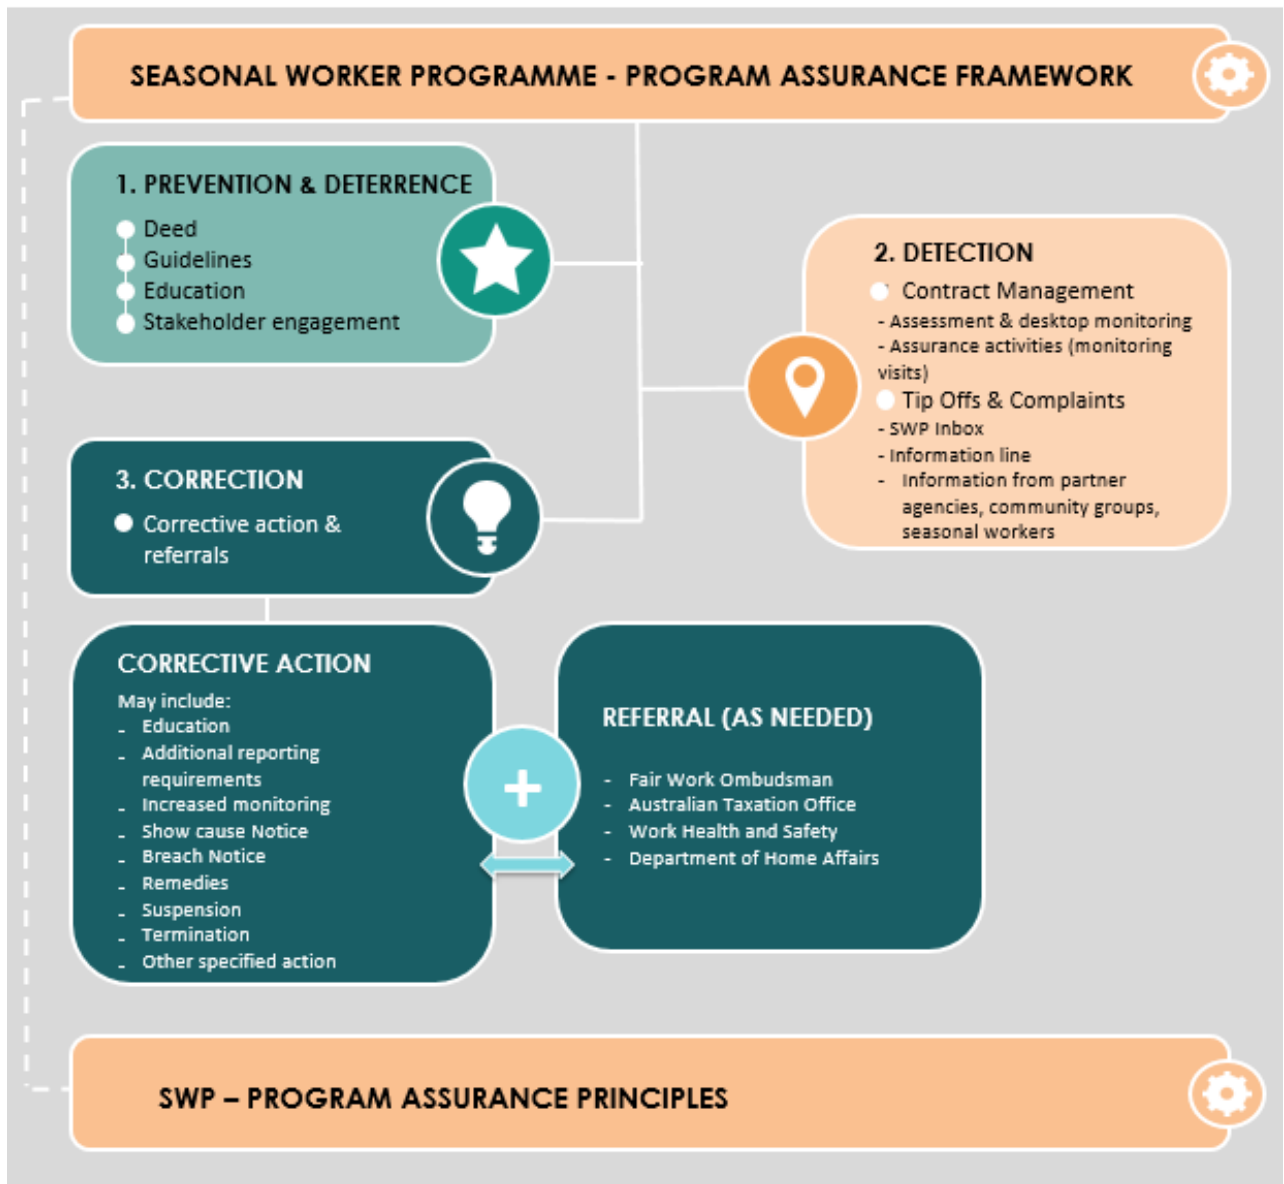 SEASONAL WORKER PROGRAMME - PROGRAM ASSURANCE FRAMEWORK
1. PREVENTION & DETERRENCE
Deed
Guidelines
Education
Stakeholder engagement
2. DETECTION
Contract Management
- Assessment & desktop monitoring
- Assurance activities (monitoring
visits)
Tip Offs & Complaints
- SWP Inbox
- Information line
- Information from partner
agencies, community groups,
seasonal workers
3. CORRECTION
Corrective action &
referrals
CORRECTIVE ACTION
May include:
- Education
- Additional reporting
requirements
- Increased monitoring
- Show cause Notice
- Breach Notice
- Remedies
- Suspension
- Termination
- Other specified action
+
REFERRAL (AS NEEDED)
- Fair Work Ombudsman
- Australian Taxation Office
- Work Health and Safety
- Department of Home Affairs
SWP – PROGRAM ASSURANCE PRINCIPLES